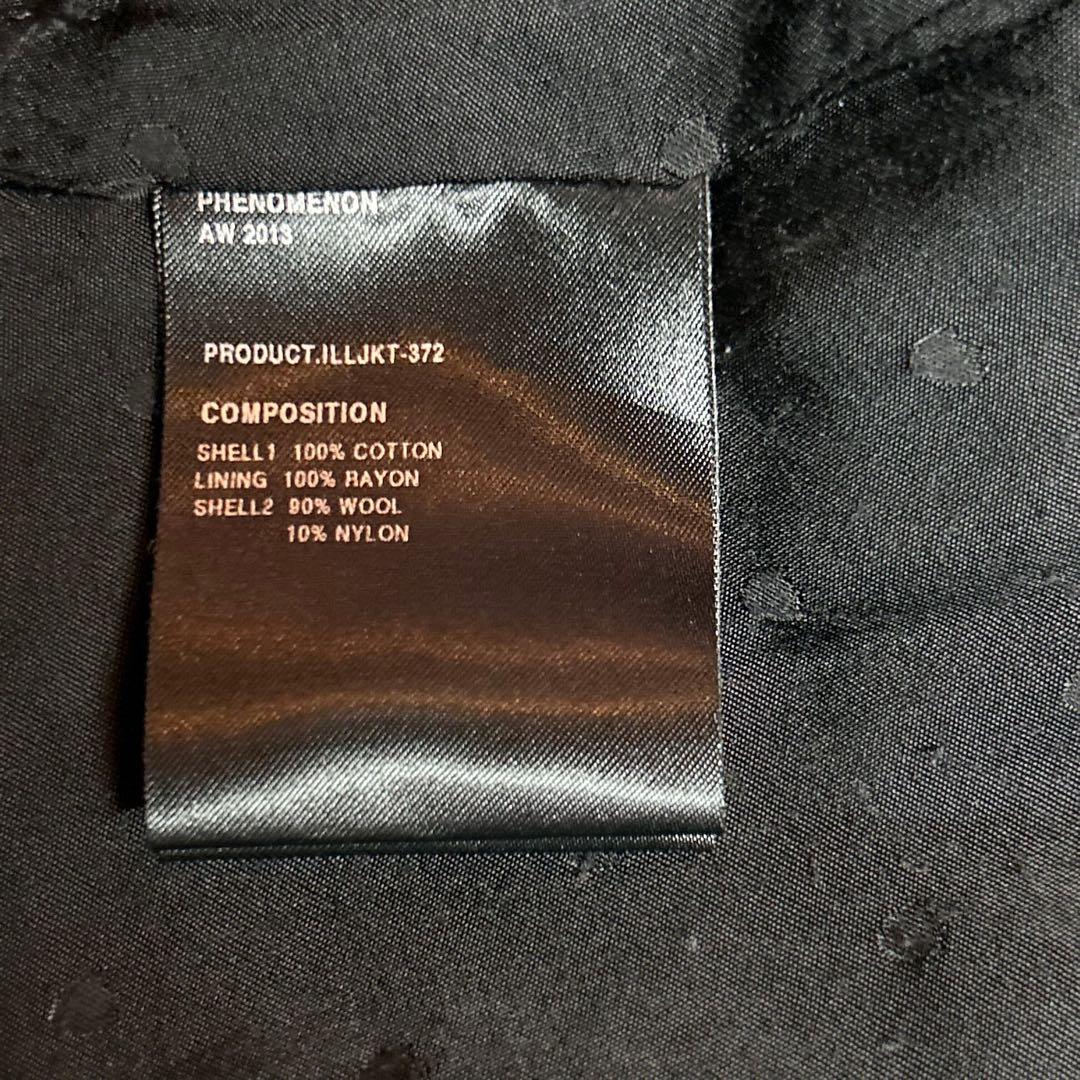 PHENOMENON
AW 2013
PRODUCT.ILLJKT-372
COMPOSITION
SHELL1 100% COTTON
LINING 100% RAYON
SHELL2 90% WOOL
10% NYLON